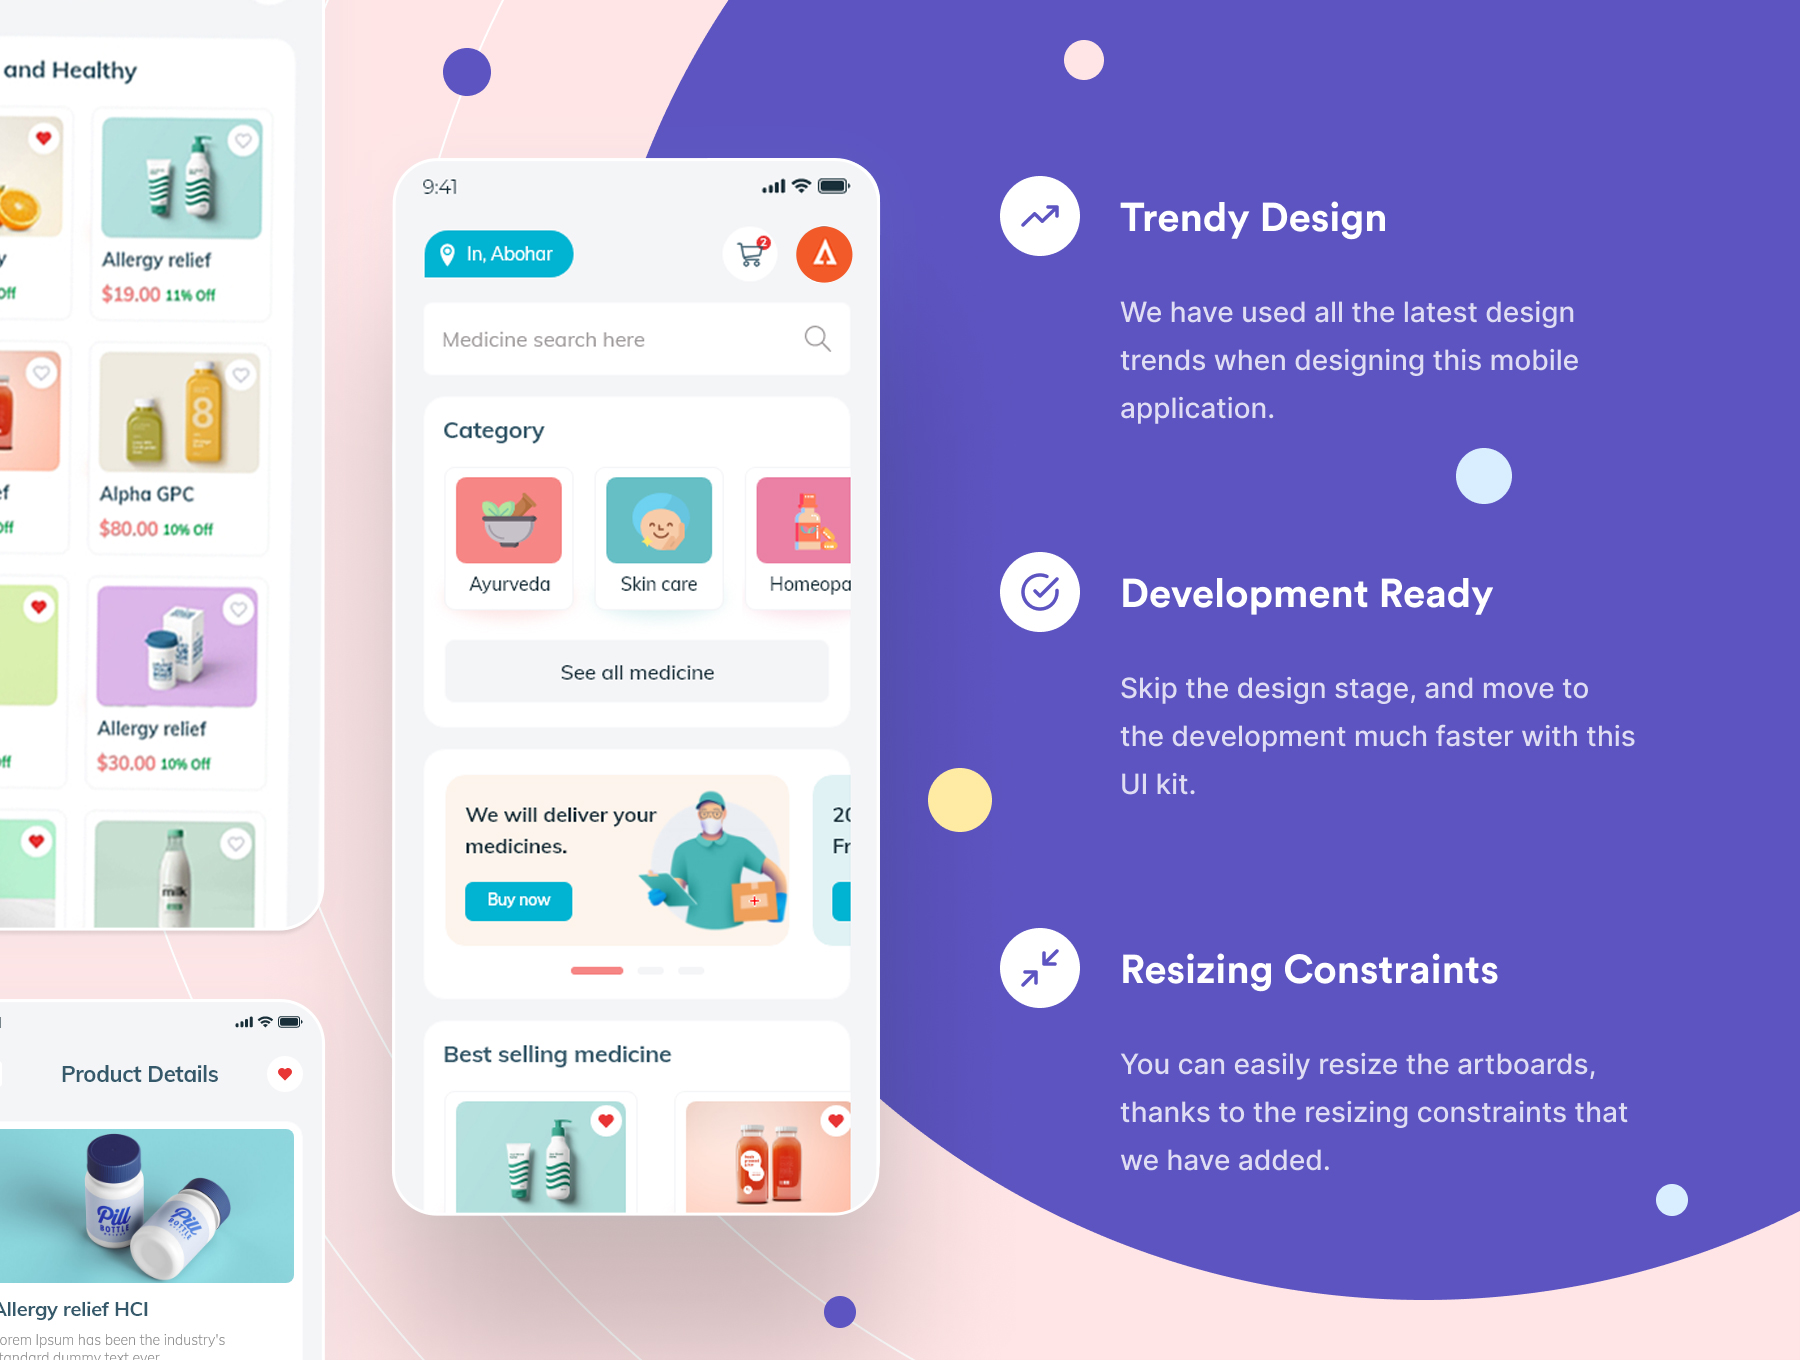 and Healthy
Allergy relief
$19.00 11% Off
Off
Alpha GPC
$80.00 10% Off
8
Allergy relief
$30.00 10% Off
milk
Product Details
Pill
BOTTLE
Pill
BOTTLE
Allergy relief HCI
orem Ipsum has been the industry's
tandard dummy text ever
9:41
In, Abohar
2
Medicine search here
Category
Ayurveda
Skin care
Homeopa
See all medicine
We will deliver your
medicines.
Buy now
20
Fr
Best selling medicine
Trendy Design
We have used all the latest design
trends when designing this mobile
application.
Development Ready
Skip the design stage, and move to
the development much faster with this
UI kit.
Resizing Constraints
You can easily resize the artboards,
thanks to the resizing constraints that
we have added.